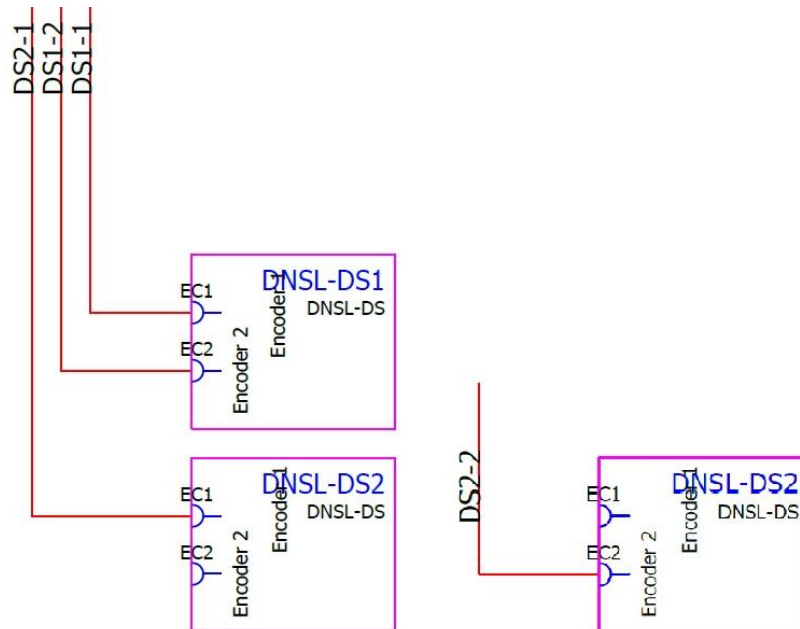 DS2-1
DS1-2
DS1-1
DNSL-DS1
DNSL-DS
EC1
Encoder 1
EC2
Encoder 2
DNSL-DS2
DNSL-DS
EC1
Encoder 1
EC2
Encoder 2
DS2-2
DNSL-DS2
DNSL-DS
EC1
Encoder 1
EC2
Encoder 2